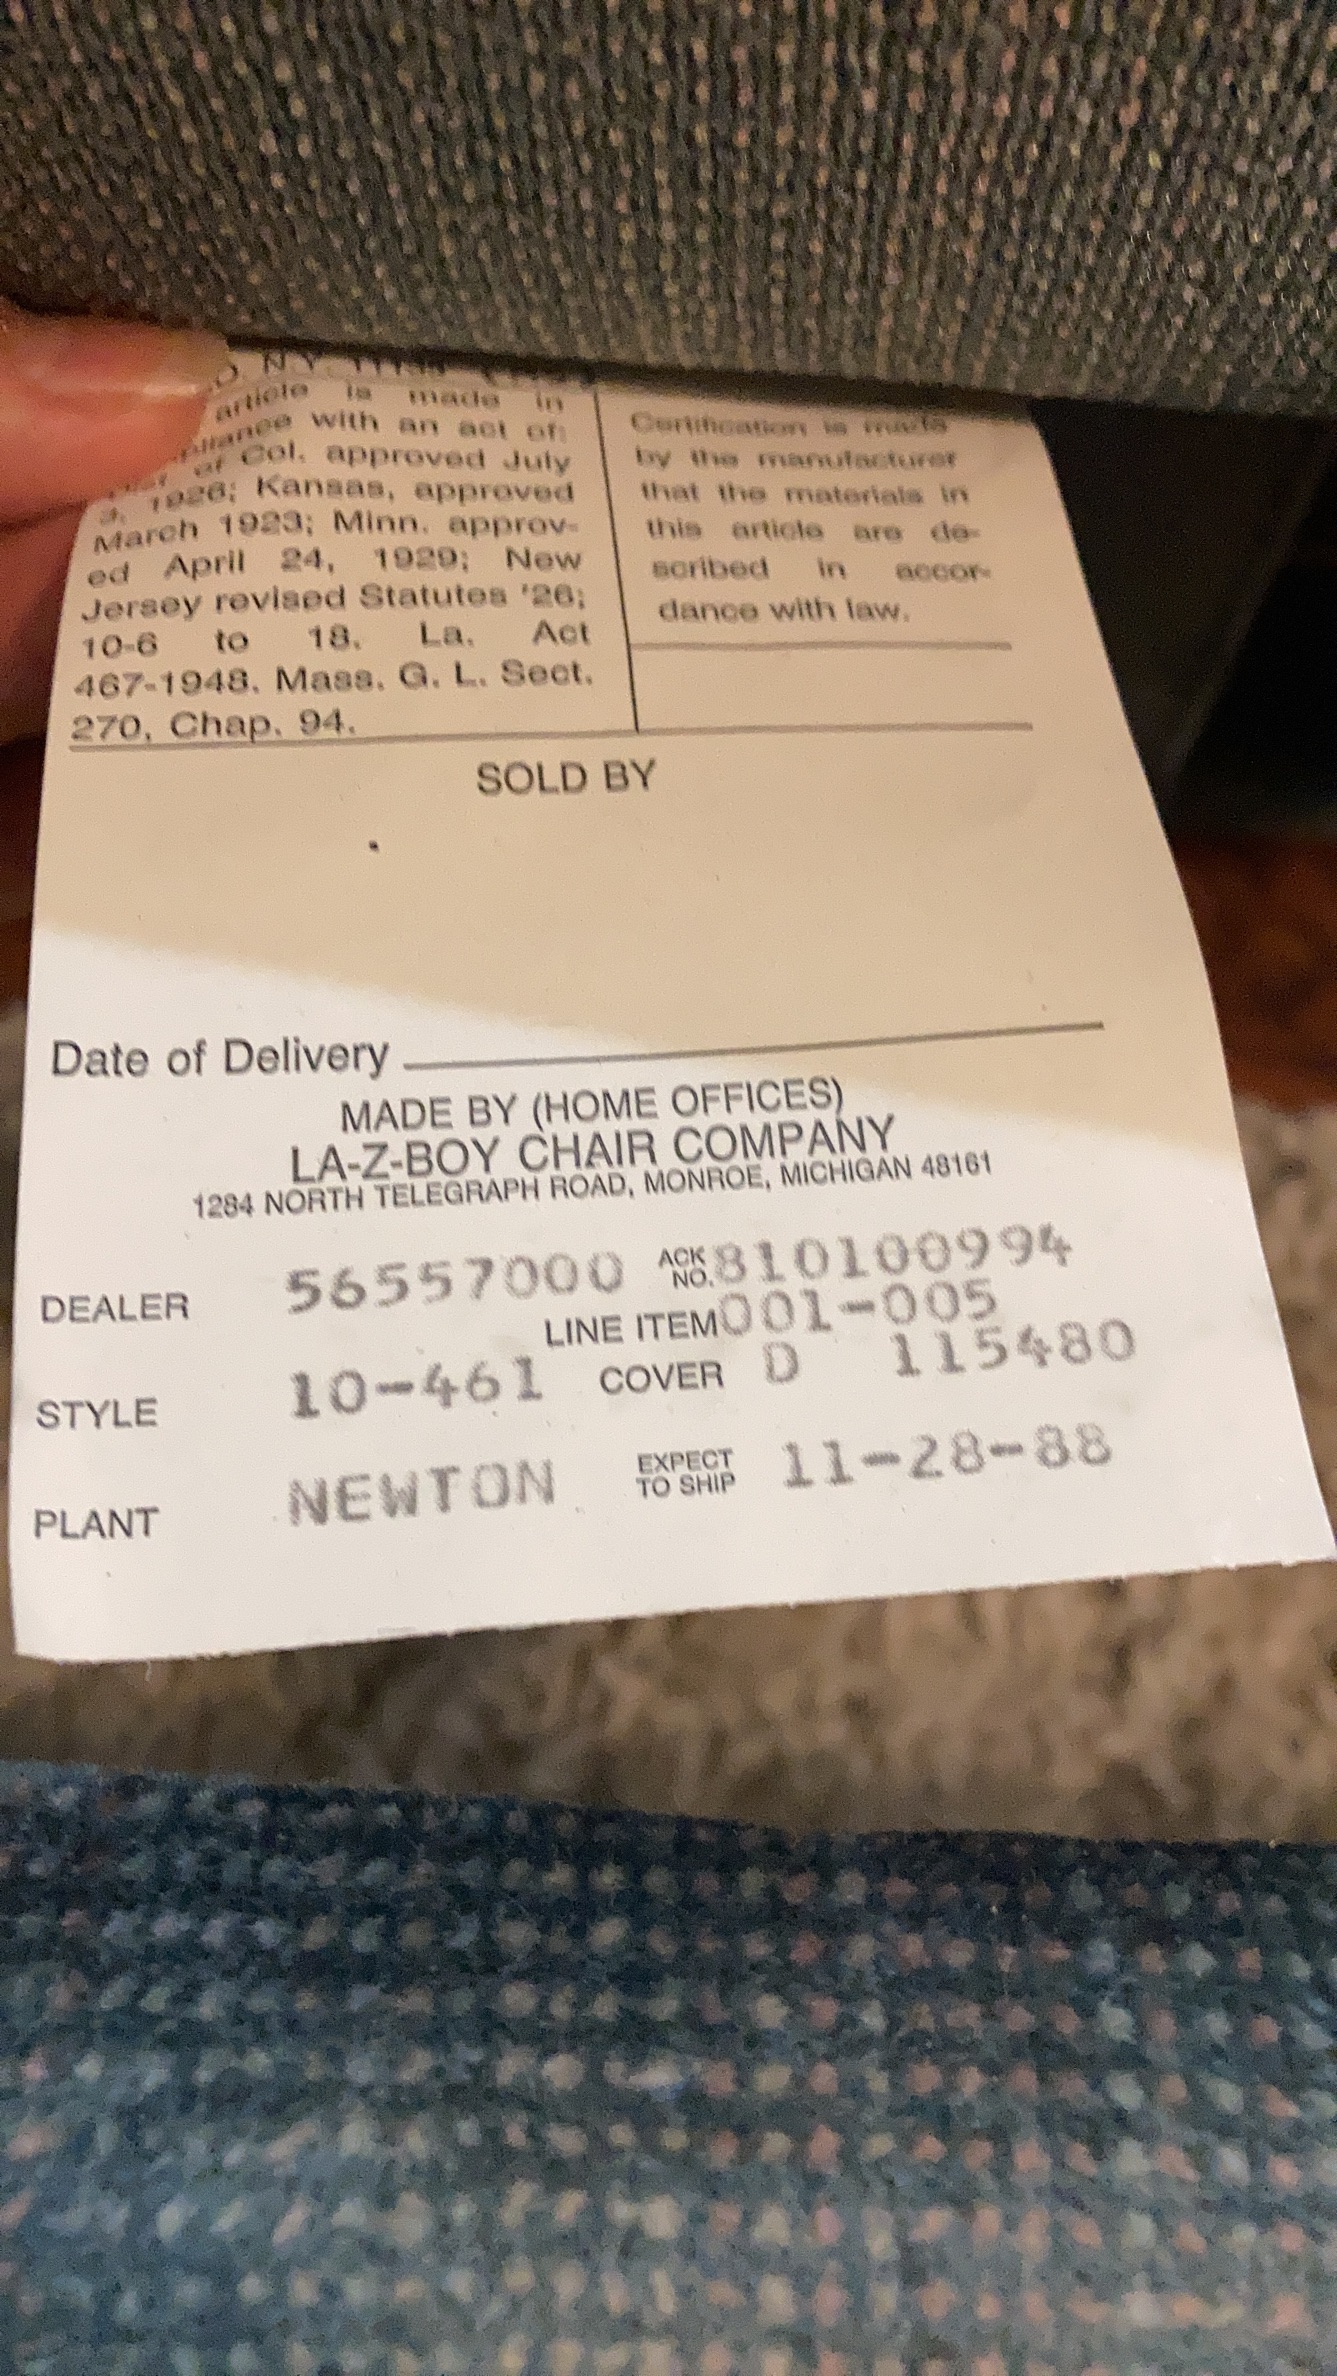 N.Y.
article is made in
with an act of:
of Col. approved July
3, 1926; Kansas, approved
March 1923; Minn. approv-
ed April 24, 1929; New
Jersey revised Statutes '26;
10-6 to 18. La. Act
467-1948. Mass. G. L. Sect.
270, Chap. 94.
Certification is made
by the manufacturer
that the materials in
this article are de-
scribed in accor-
dance with law.
SOLD BY
Date of Delivery
MADE BY (HOME OFFICES)
LA-Z-BOY CHAIR COMPANY
1284 NORTH TELEGRAPH ROAD, MONROE, MICHIGAN 48161
DEALER 56557000 ACK NO. 810100994
LINE ITEM 001-005
STYLE 10-461 COVER D 115480
PLANT NEWTON EXPECT TO SHIP 11-28-88